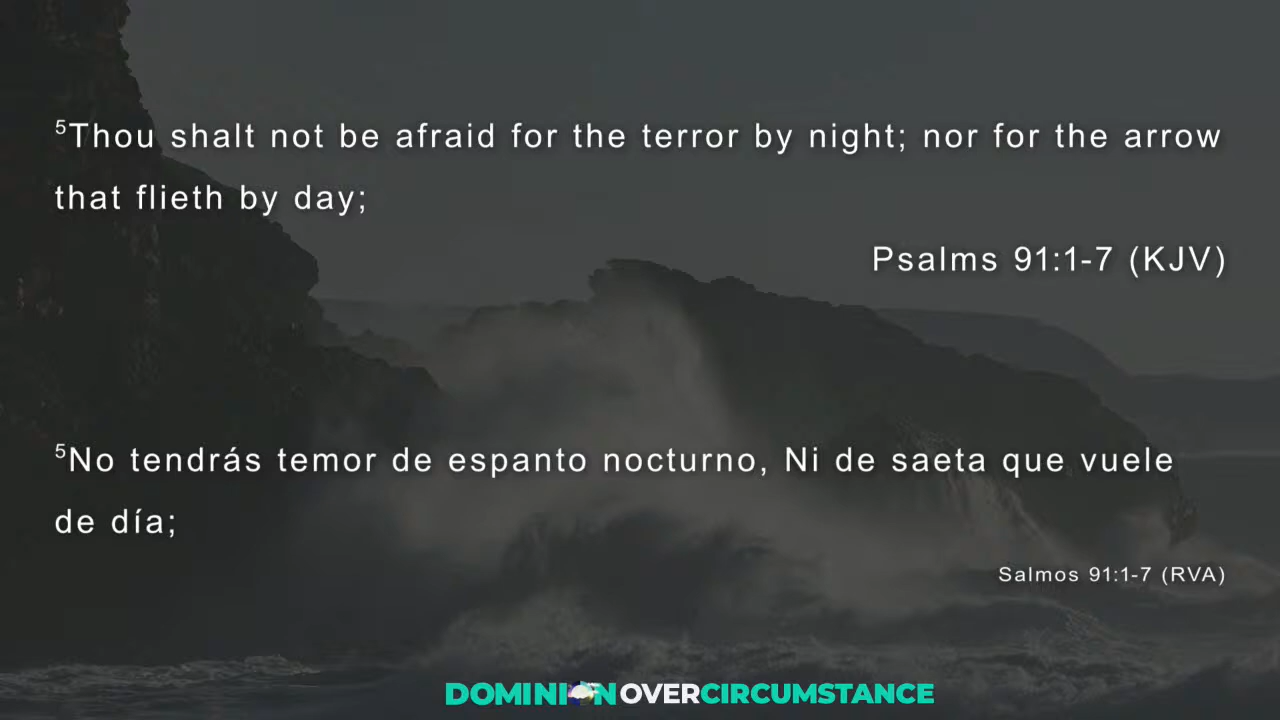 ⁵Thou shalt not be afraid for the terror by night; nor for the arrow
that flieth by day;
Psalms 91:1-7 (KJV)
⁵No tendrás temor de espanto nocturno, Ni de saeta que vuele
de día;
Salmos 91:1-7 (RVA)
DOMINION OVERCIRCUMSTANCE